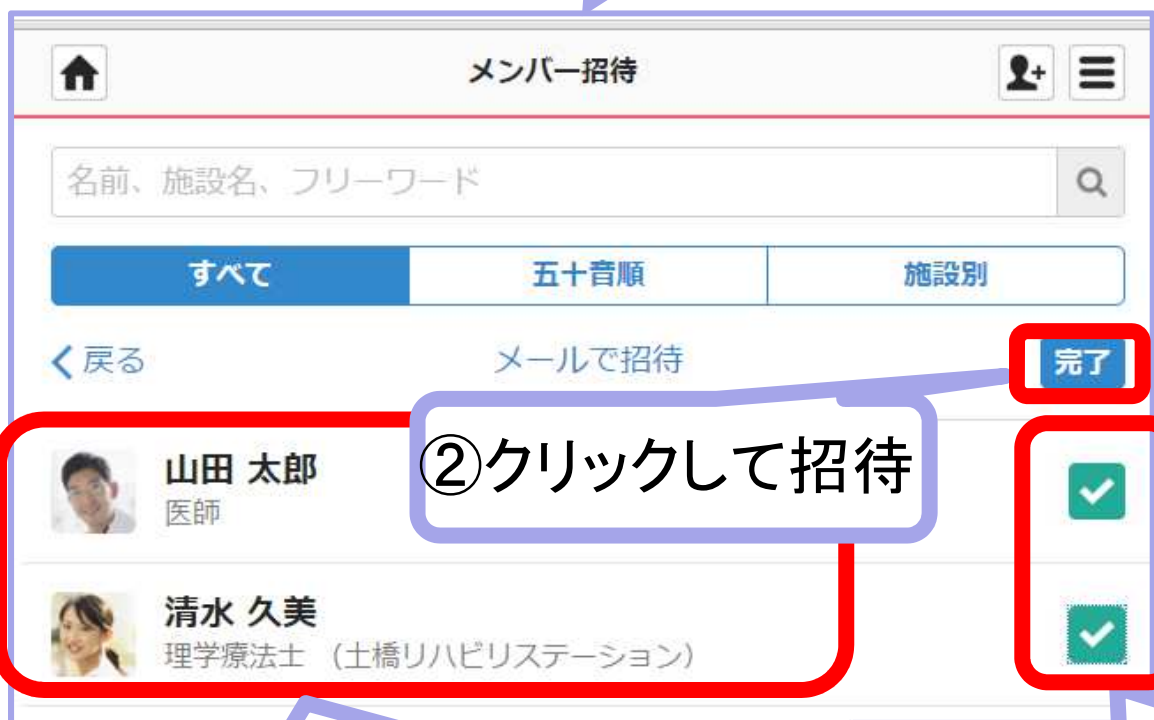 メンバー招待
名前、施設名、フリーワード
すべて 五十音順 施設別
戻る メールで招待 完了
②クリックして招待
山田 太郎
医師
清水 久美
理学療法士 (土橋リハビリステーション)